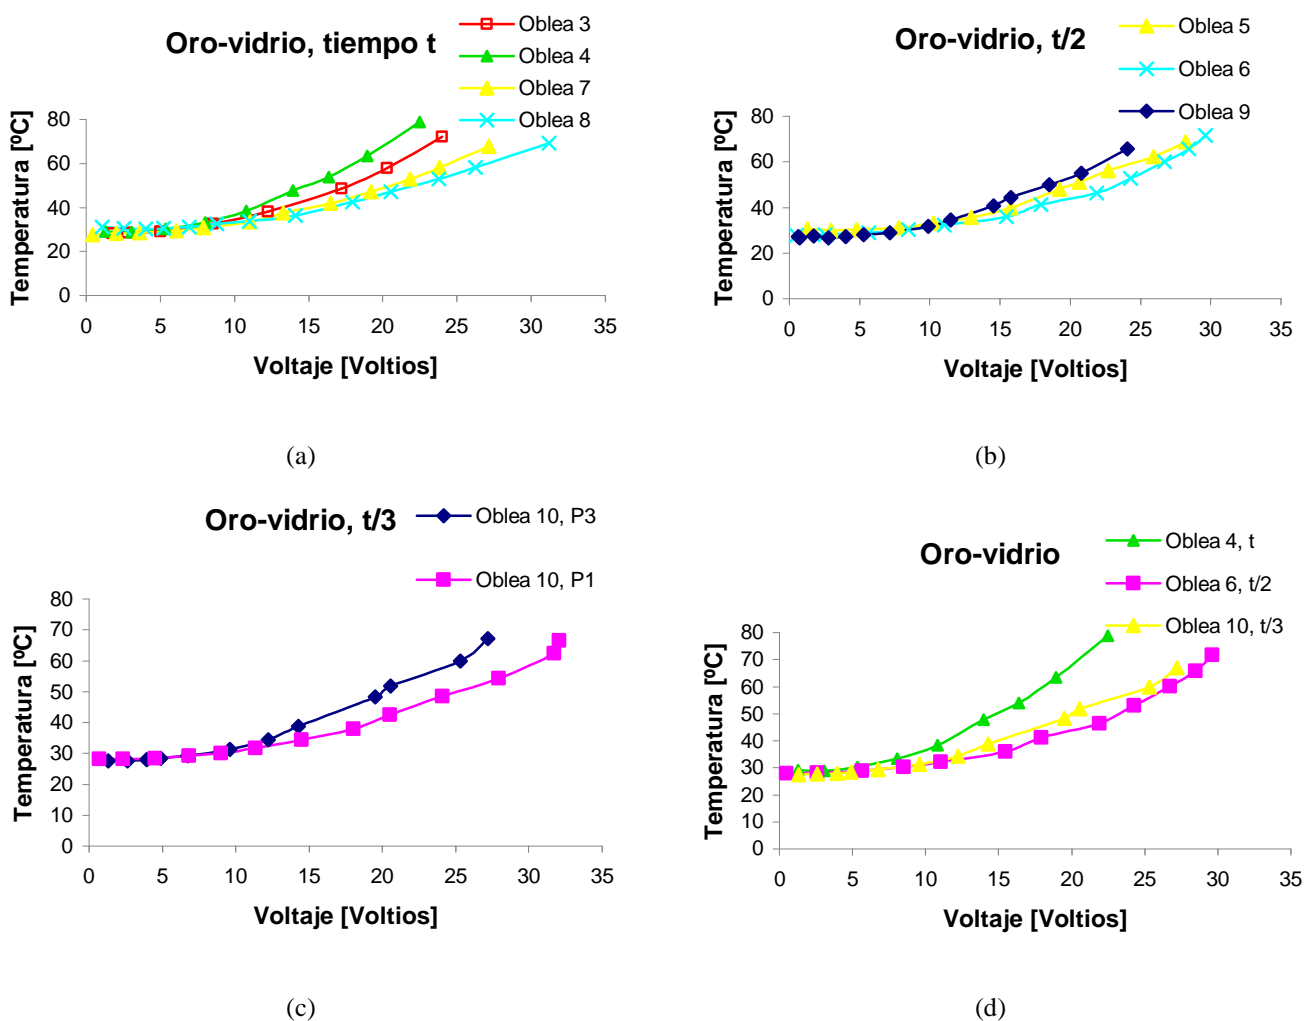 Oro-vidrio, tiempo t
Oblea 3
Oblea 4
Oblea 7
Oblea 8
Temperatura [ºC]
80
60
40
20
0
0 5 10 15 20 25 30 35
Voltaje [Voltios]
(a)
Oro-vidrio, t/2
Oblea 5
Oblea 6
Oblea 9
Temperatura [ºC]
80
60
40
20
0
0 5 10 15 20 25 30 35
Voltaje [Voltios]
(b)
Oro-vidrio, t/3
Oblea 10, P3
Oblea 10, P1
Temperatura [ºC]
80
70
60
50
40
30
20
10
0
0 5 10 15 20 25 30 35
Voltaje [Voltios]
(c)
Oro-vidrio
Oblea 4, t
Oblea 6, t/2
Oblea 10, t/3
Temperatura [ºC]
80
70
60
50
40
30
20
10
0
0 5 10 15 20 25 30 35
Voltaje [Voltios]
(d)